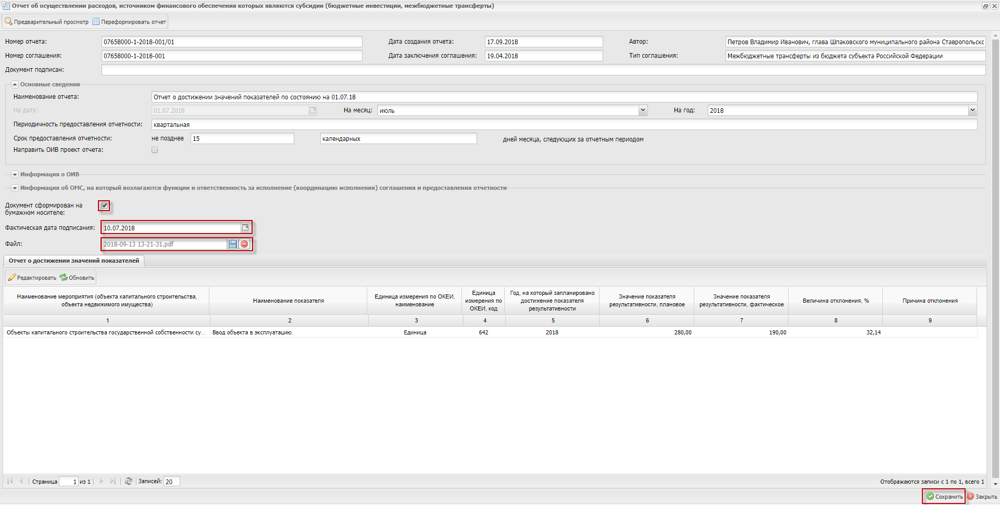 Отчет об осуществлении расходов, источником финансового обеспечения которых являются субсидии (бюджетные инвестиции, межбюджетные трансферты)
Предварительный просмотр Переформировать отчет
Номер отчета: 07658000-1-2018-001/01 Дата создания отчета: 17.09.2018 Автор: Петров Владимир Иванович, глава Шпаковского муниципального района Ставропольско
Номер соглашения: 07658000-1-2018-001 Дата заключения соглашения: 19.04.2018 Тип соглашения: Межбюджетные трансферты из бюджета субъекта Российской Федерации
Документ подписан:
Основные сведения
Наименование отчета: Отчет о достижении значений показателей по состоянию на 01.07.18
На дату: 01.07.2018 На месяц: июль На год: 2018
Периодичность предоставления отчетности: квартальная
Срок предоставления отчетности: не позднее 15 календарных дней месяца, следующих за отчетным периодом
Направить ОИВ проект отчета:
Информация о ОИВ
Информация об ОМС, на который возлагаются функции и ответственность за исполнение (координацию исполнения) соглашения и предоставления отчетности
Документ сформирован на
бумажном носителе:
Фактическая дата подписания: 10.07.2018
Файл: 2018-09-13 13-21-31.pdf
Отчет о достижении значений показателей
Редактировать Обновить
Наименование мероприятия (объекта капитального строительства,
объекта недвижимого имущества)
Наименование показателя
Единица измерения по ОКЕИ,
наименование
Единица
измерения по
ОКЕИ, код
Год, на который запланировано
достижение показателя
результативности
Значение показателя
результативности, плановое
Значение показателя
результативности, фактическое
Величина отклонения, %
Причина отклонения
1 2 3 4 5 6 7 8 9
Объекты капитального строительства государственной собственности су... Ввод объекта в эксплуатацию Единица 642 2018 280,00 190,00 32,14
Страница 1 из 1 Записей: 20 Отображаются записи с 1 по 1, всего 1
Сохранить Закрыть